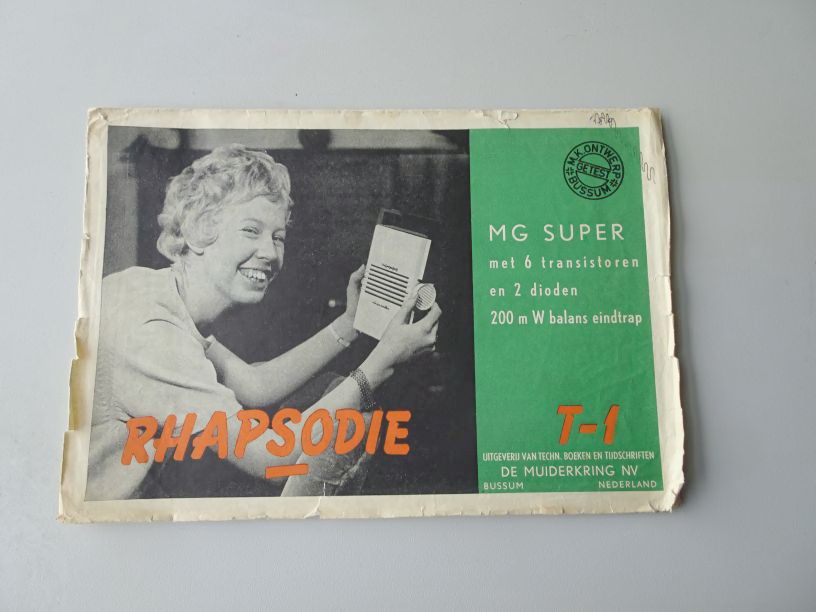 M.K. ONTWERP
GETEST
BUSSUM
MG SUPER
met 6 transistoren
en 2 dioden
200 m W balans eindtrap
RHAPSODIE
T-1
UITGEVERIJ VAN TECHN. BOEKEN EN TIJDSCHRIFTEN
DE MUIDERKRING NV
BUSSUM NEDERLAND